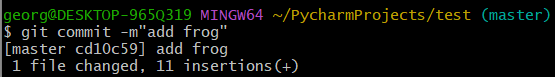 georg@DESKTOP-965Q319 MINGW64 ~/PycharmProjects/test (master)
$ git commit -m"add frog"
[master cd10c59] add frog
 1 file changed, 11 insertions(+)